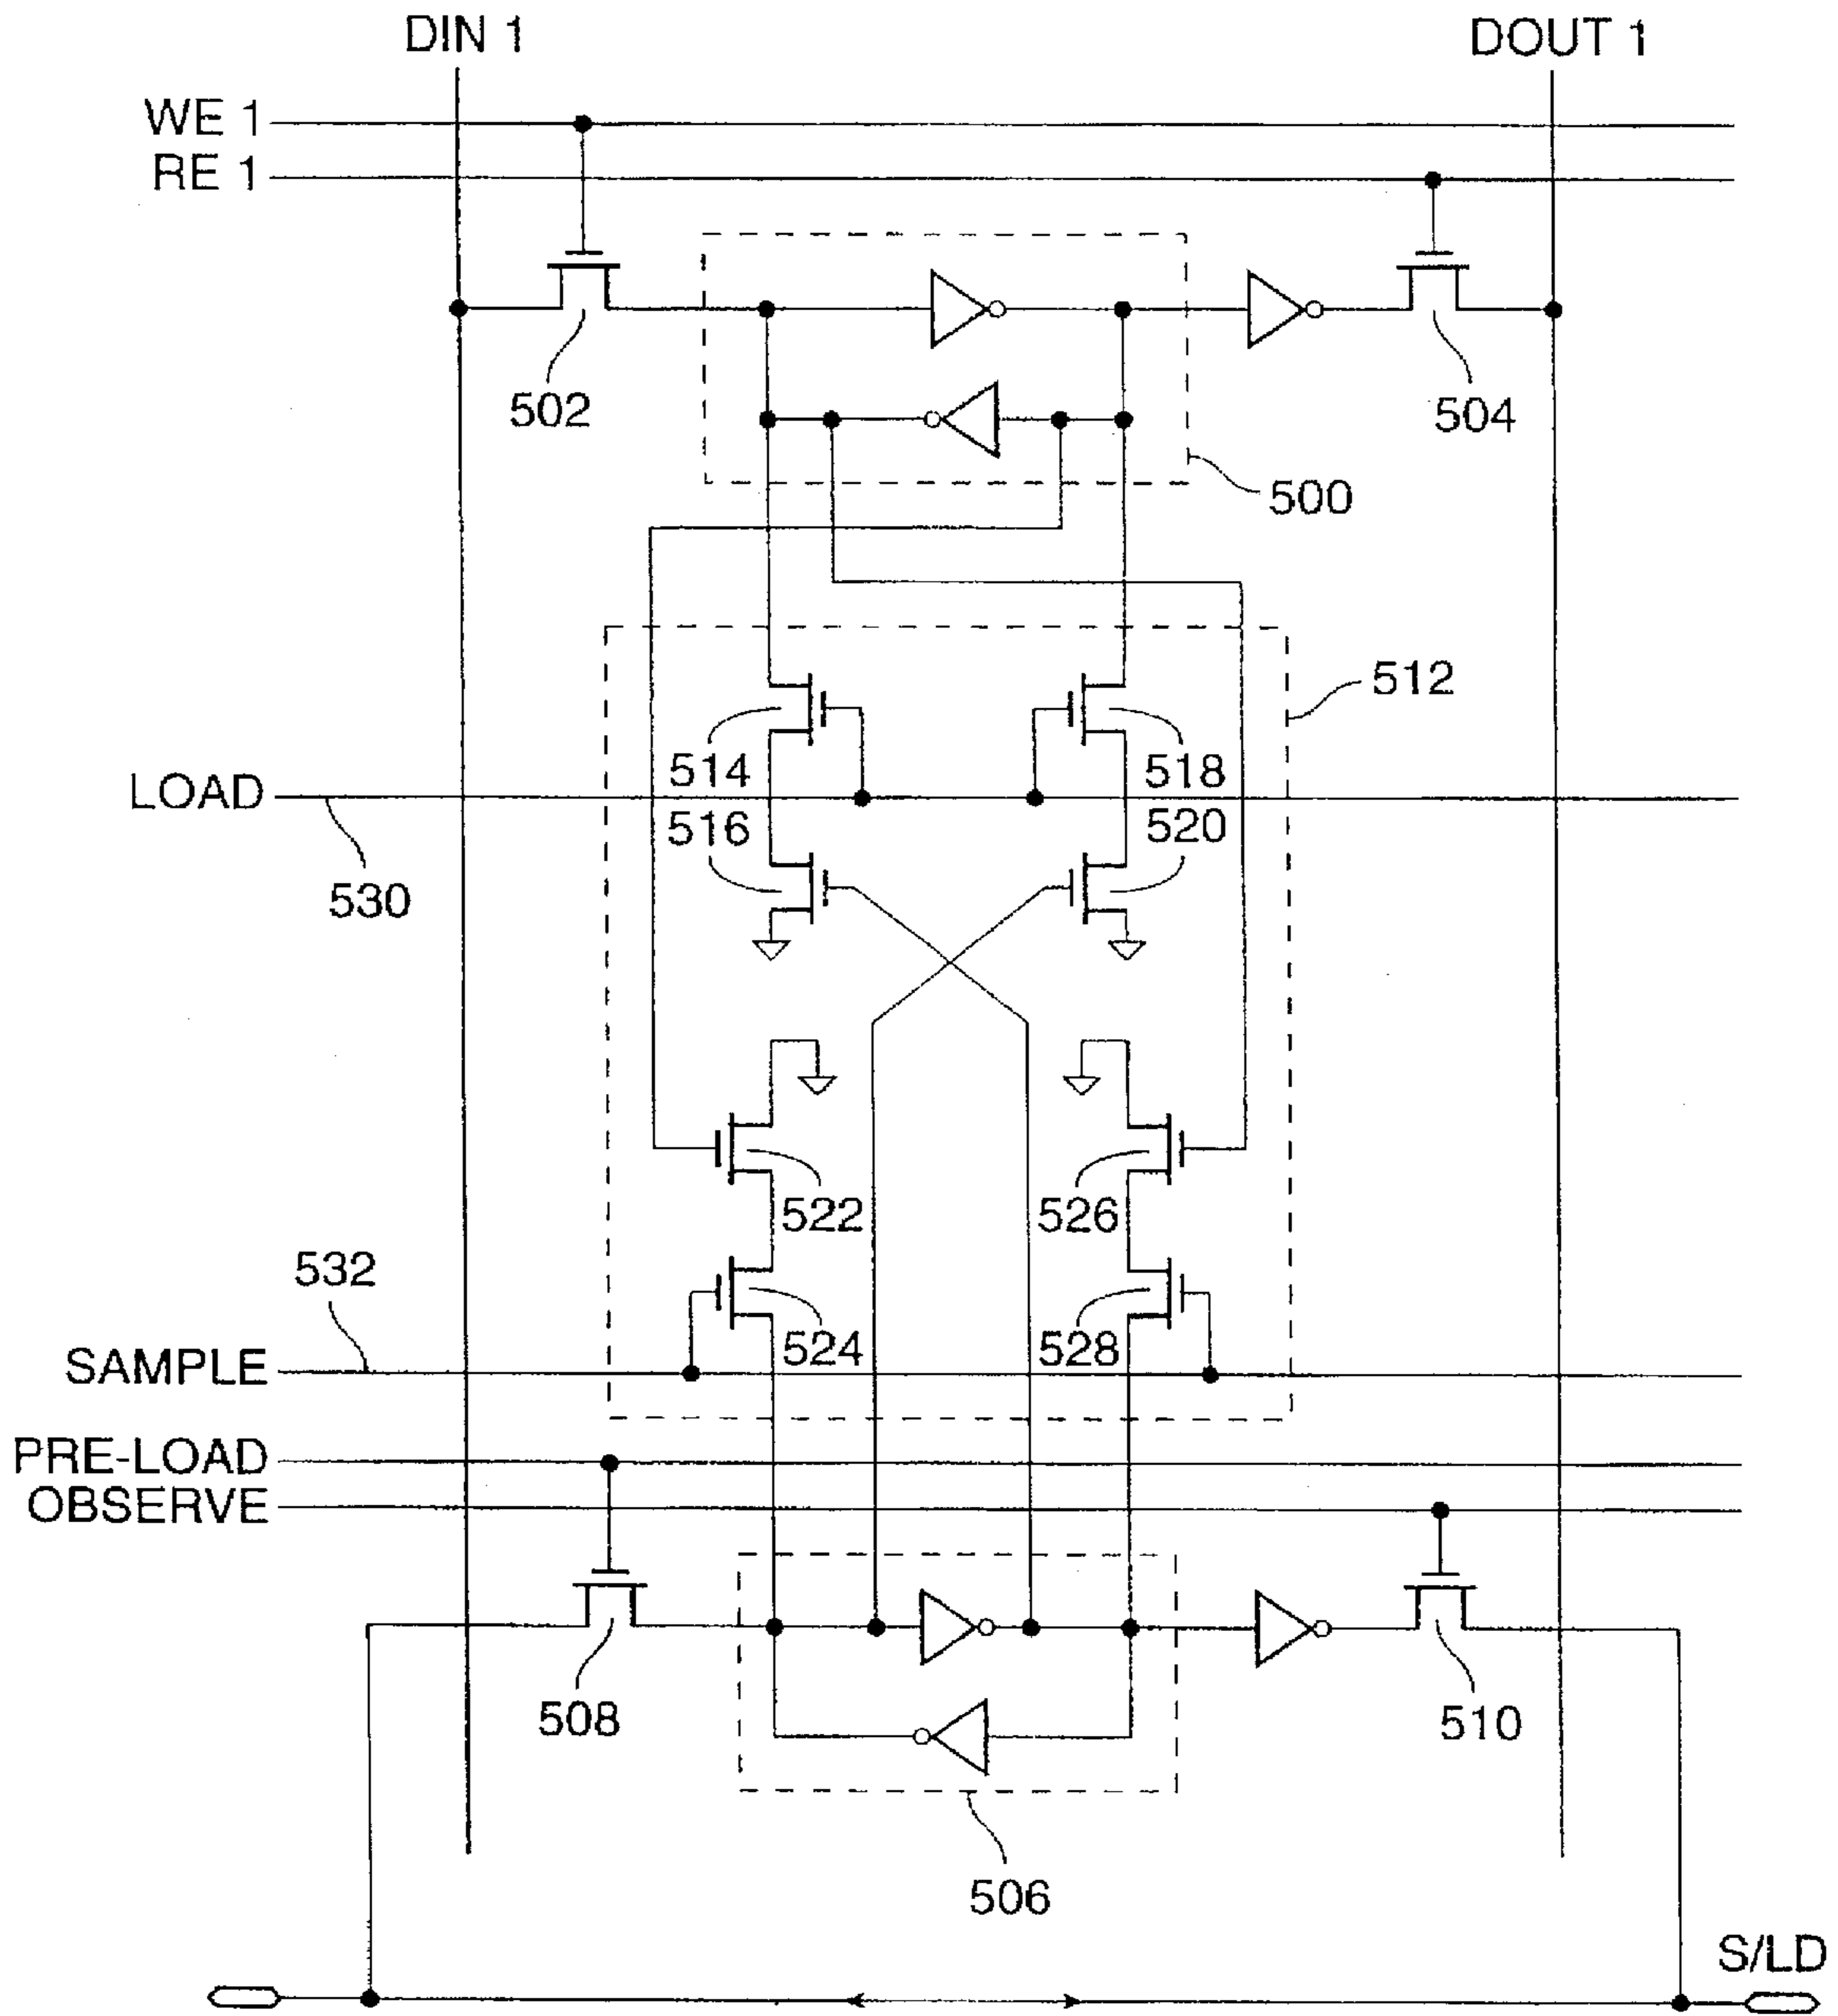 DIN 1
DOUT 1
WE 1
RE 1
502
504
500
512
514
518
LOAD
516
520
530
522
526
532
524
528
SAMPLE
PRE-LOAD
OBSERVE
508
510
506
S/LD